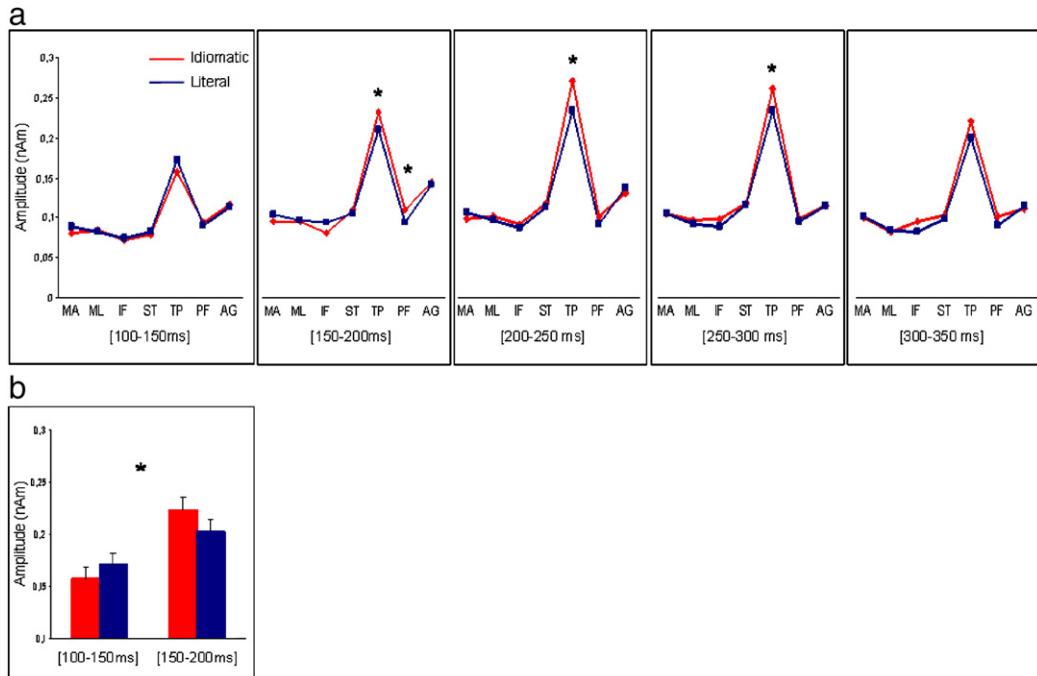 a
Idiomatic
Literal
Amplitude (nAm)
0,3
0,25
0,2
0,15
0,1
0,05
0
* * * *
MA ML IF ST TP PF AG
[100-150ms]
MA ML IF ST TP PF AG
[150-200ms]
MA ML IF ST TP PF AG
[200-250 ms]
MA ML IF ST TP PF AG
[250-300 ms]
MA ML IF ST TP PF AG
[300-350 ms]
b
Amplitude (nAm)
0,3
0,25
0,2
0,15
0,1
*
[100-150ms] [150-200ms]